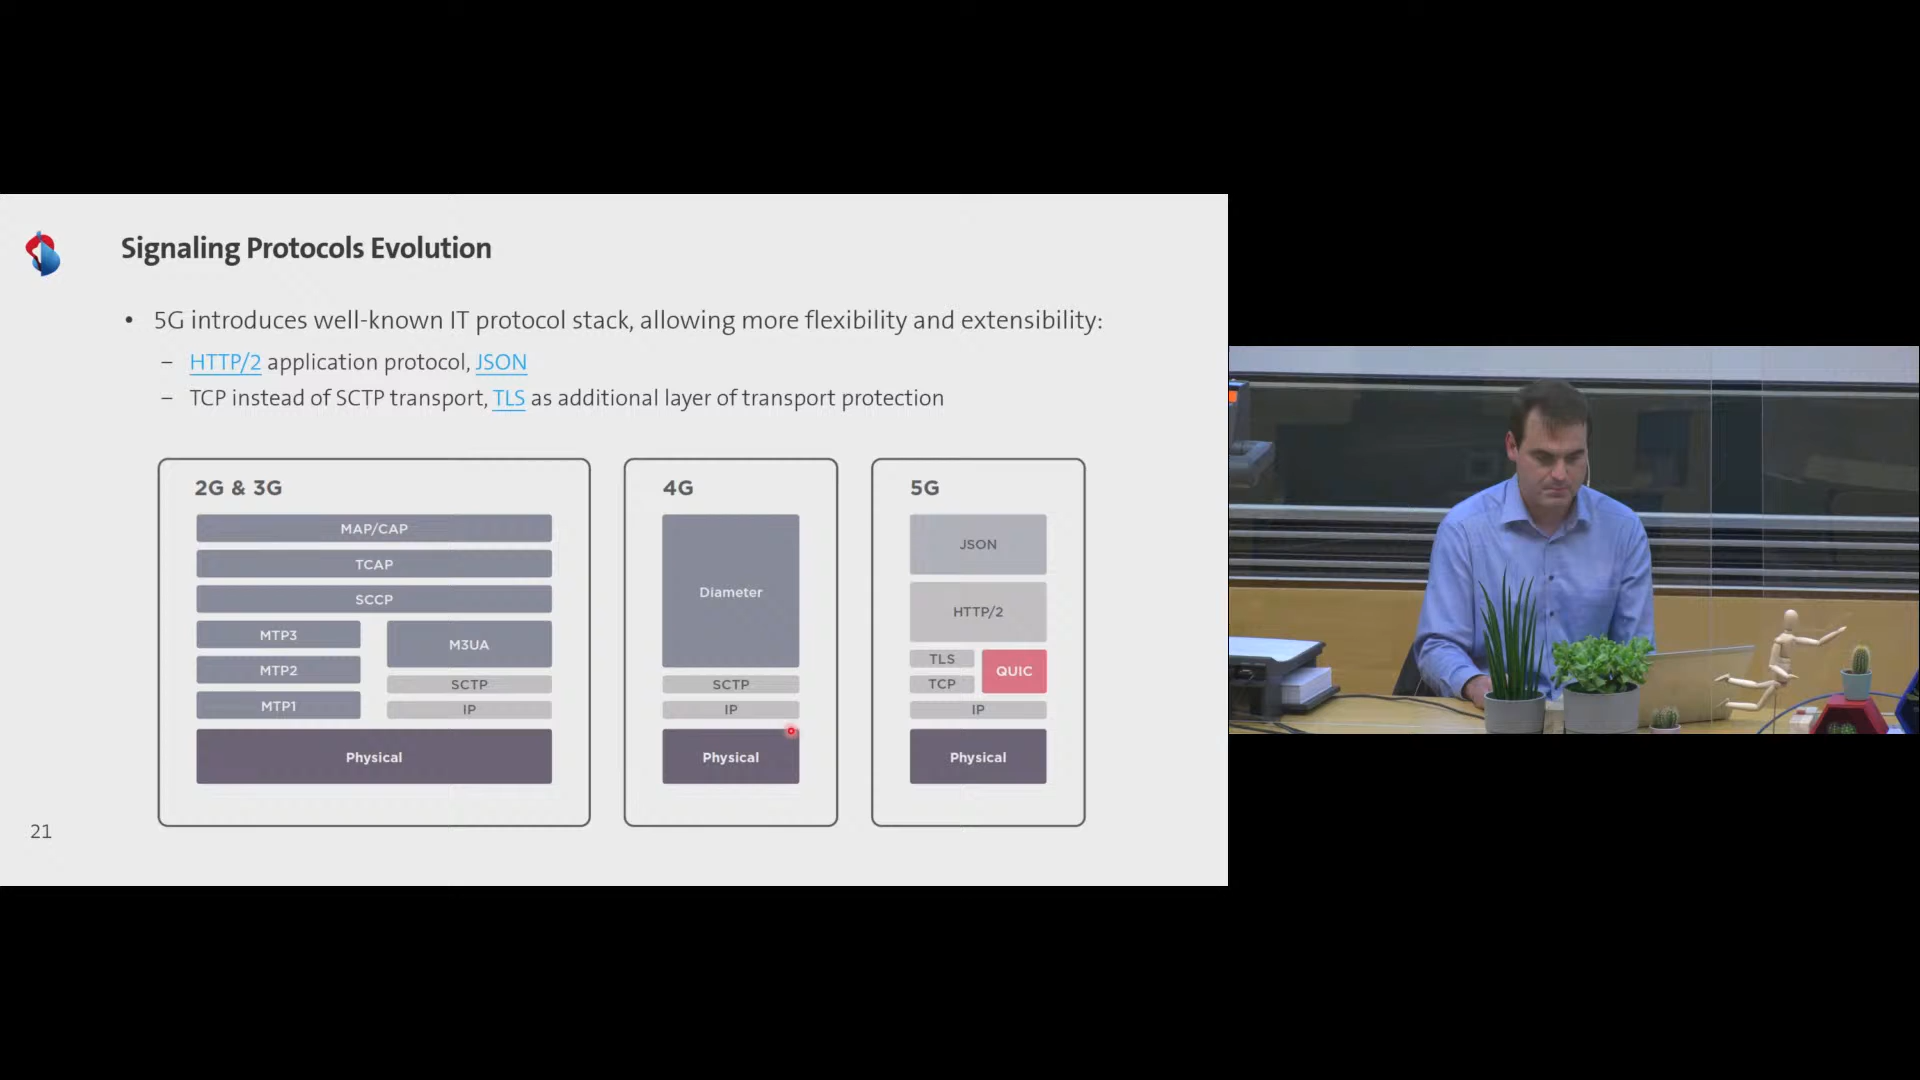 Signaling Protocols Evolution
• 5G introduces well-known IT protocol stack, allowing more flexibility and extensibility:
– HTTP/2 application protocol, JSON
– TCP instead of SCTP transport, TLS as additional layer of transport protection
2G & 3G
MAP/CAP
TCAP
SCCP
MTP3
MTP2
MTP1
M3UA
SCTP
IP
Physical
4G
Diameter
SCTP
IP
Physical
5G
JSON
HTTP/2
TLS
TCP
QUIC
IP
Physical
21